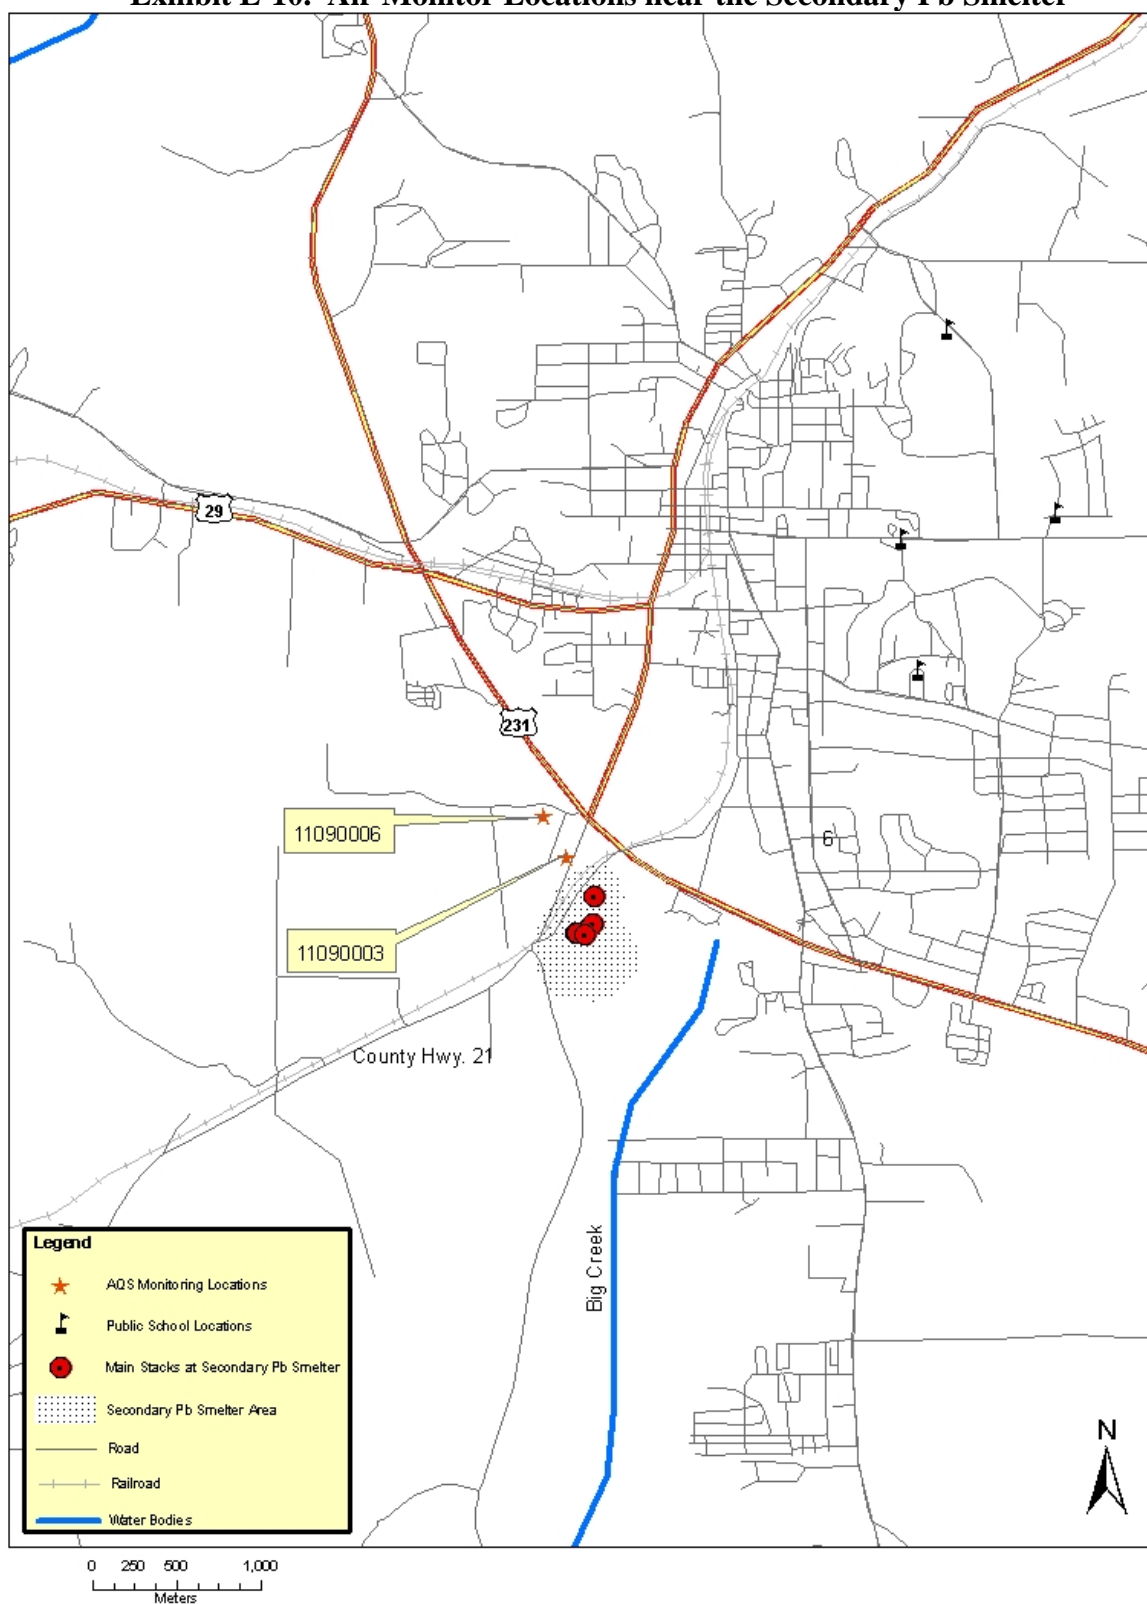 Exhibit E-10. Air Monitor Locations near the Secondary Pb Smelter
29
231
11090006
6
11090003
County Hwy. 21
Big Creek
Legend
AQS Monitoring Locations
Public School Locations
Main Stacks at Secondary Pb Smelter
Secondary Pb Smelter Area
Road
Railroad
Water Bodies
N
0 250 500 1,000
Meters